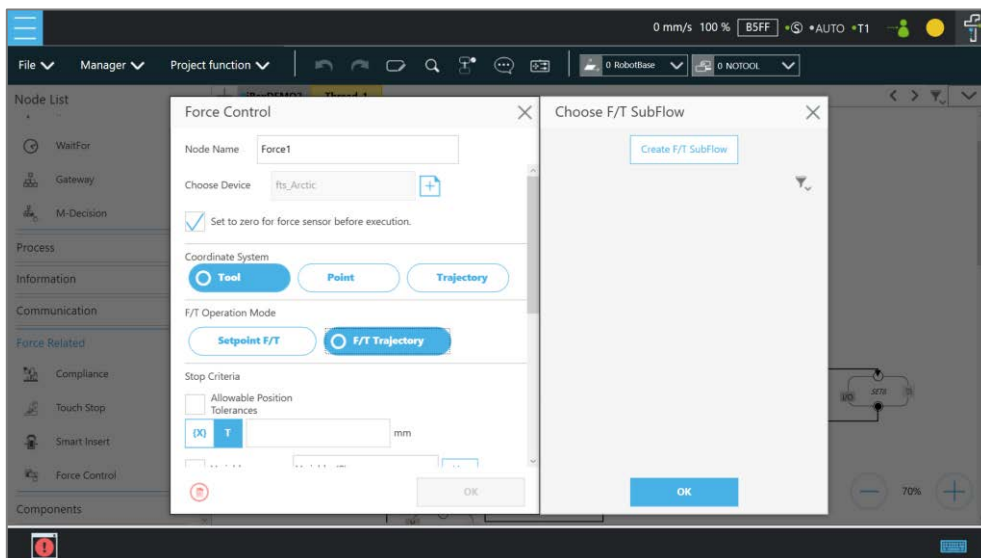 0 mm/s 100 % B5FF •Ⓢ •AUTO •T1
File Manager Project function 0 RobotBase 0 NOTOOL
Node List
WaitFor
Gateway
M-Decision
Process
Information
Communication
Force Related
Compliance
Touch Stop
Smart Insert
Force Control
Components
Thread_1
Force Control
Node Name Force1
Choose Device fts_Arctic
Set to zero for force sensor before execution.
Coordinate System
Tool Point Trajectory
F/T Operation Mode
Setpoint F/T F/T Trajectory
Stop Criteria
Allowable Position
Tolerances
{X} T mm
OK
Choose F/T SubFlow
Create F/T SubFlow
OK
I/O SET8
70%